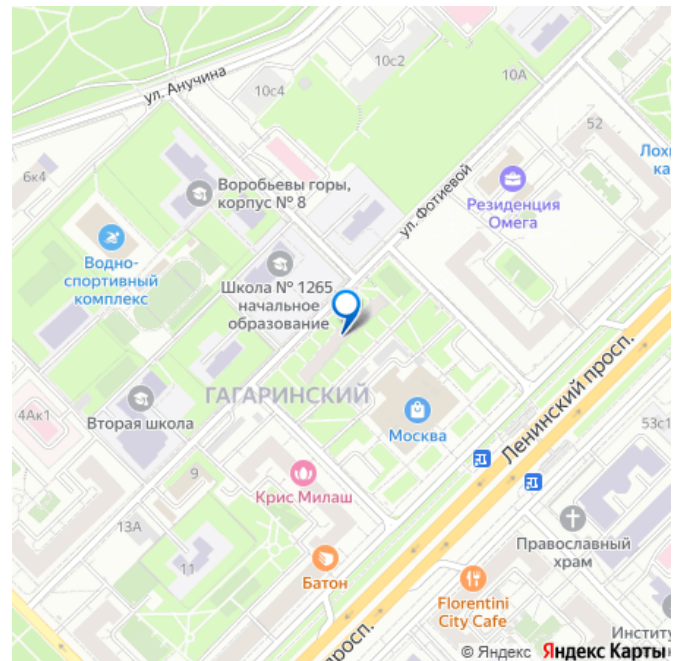 10с2
10А
ул. Анучина
10с4
52
Лохи
ка
6к4
Воробьевы горы,
корпус № 8
ул. Фотиевой
Резиденция
Омега
Водно-
спортивный
комплекс
Школа № 1265
начальное
образование
ГАГАРИНСКИЙ
4Ак1
Вторая школа
Москва
Ленинский просп.
53с1
9
Крис Милаш
13А
11
Православный
храм
Батон
Florentini
City Cafe
Институ
просп.
© Яндекс Яндекс Карты